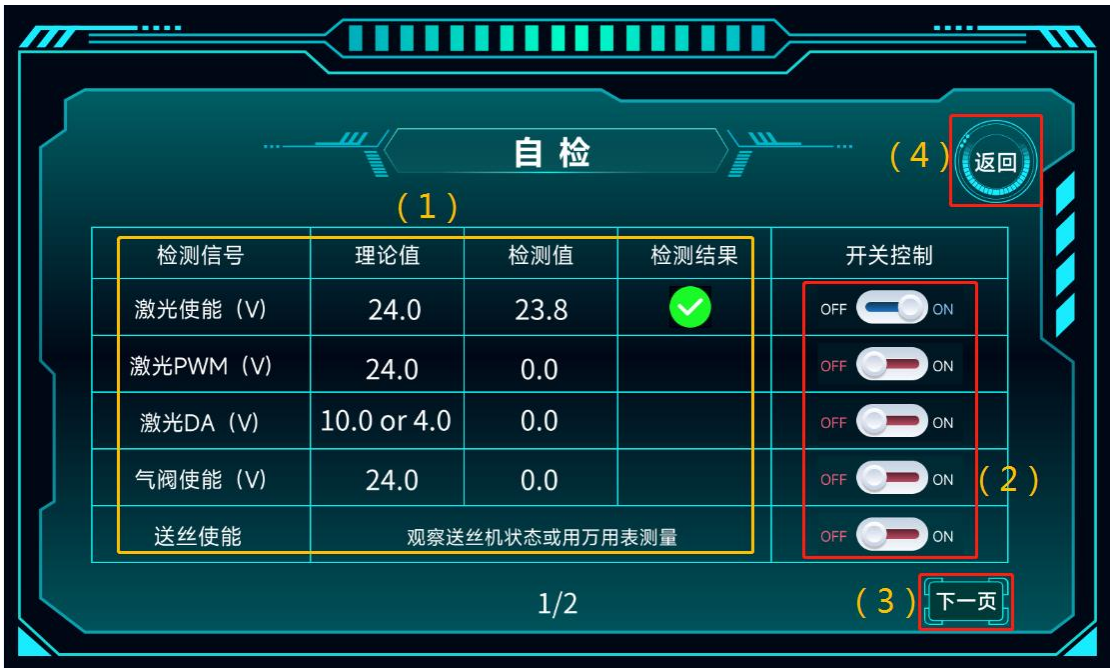 自检
(4)
返回
(1)
检测信号 理论值 检测值 检测结果 开关控制
激光使能（V） 24.0 23.8 OFF ON
激光PWM（V） 24.0 0.0 OFF ON
激光DA（V） 10.0 or 4.0 0.0 OFF ON
气阀使能（V） 24.0 0.0 OFF ON
(2)
送丝使能 观察送丝机状态或用万用表测量 OFF ON
1/2
(3)
下一页